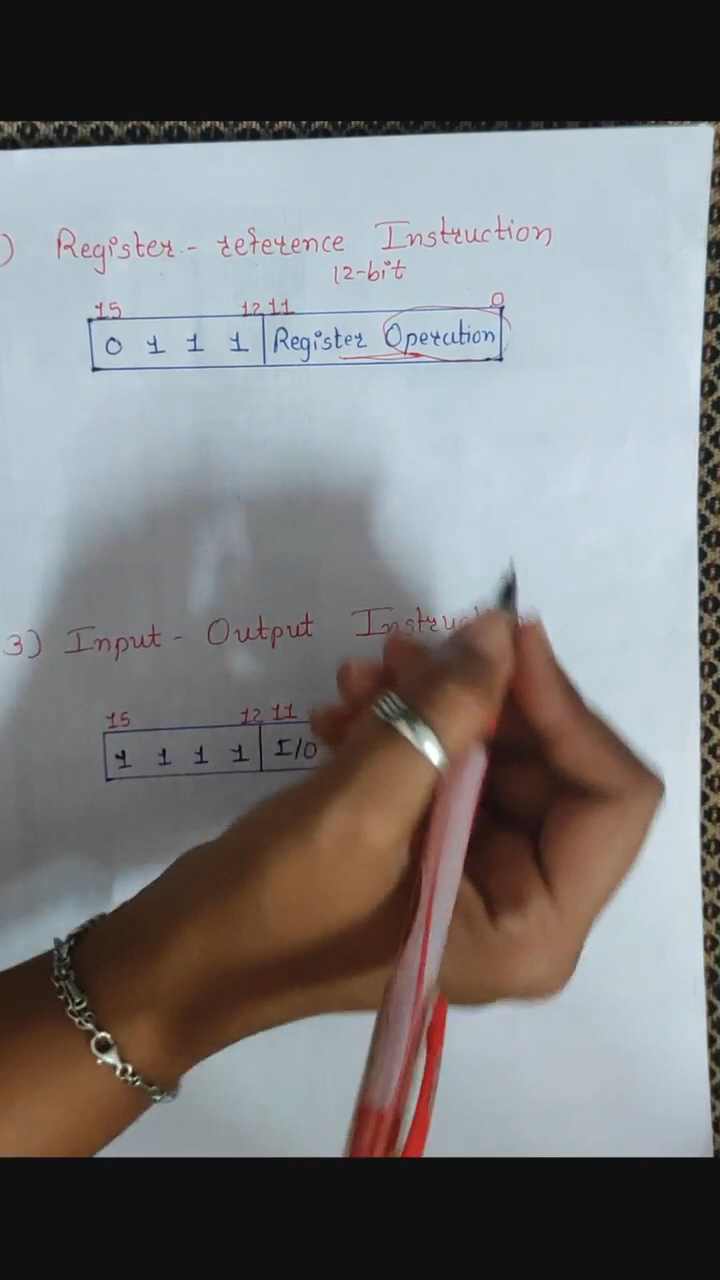 ) Register - reference Instruction
12-bit
15 12 11 0
0 1 1 1 Register Operation
3) Input - Output
15 12 11
1 1 1 1 I/O